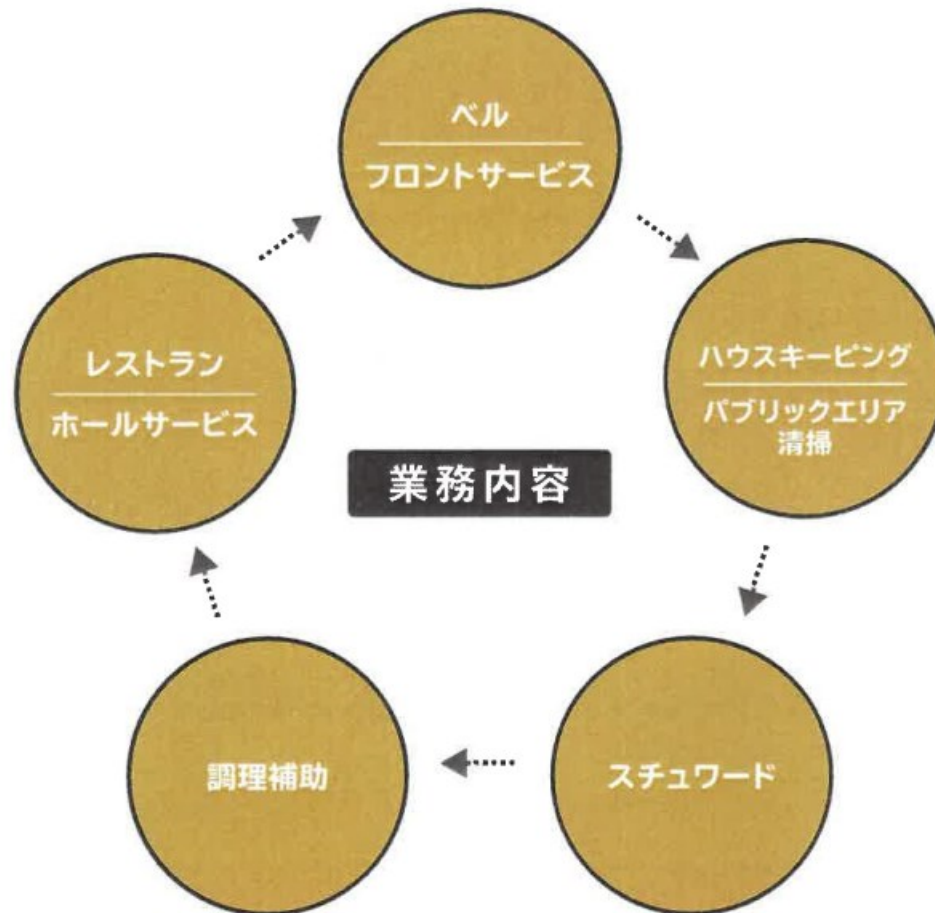 ベル
フロントサービス
ハウスキーピング
パブリックエリア
清掃
スチュワード
調理補助
レストラン
ホールサービス
業務内容